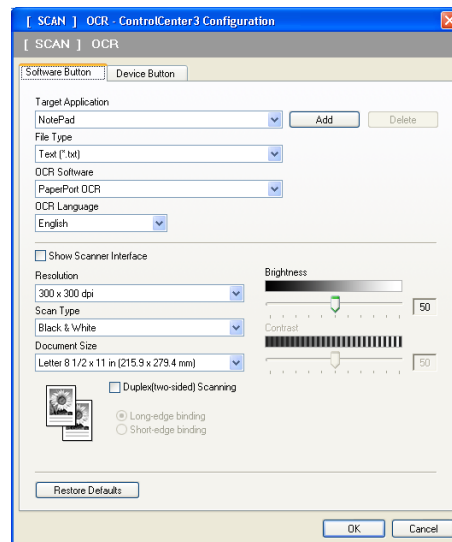 [ SCAN ]  OCR - ControlCenter3 Configuration
[ SCAN ]  OCR
Software Button
Device Button
Target Application
NotePad
Add
Delete
File Type
Text (*.txt)
OCR Software
PaperPort OCR
OCR Language
English
Show Scanner Interface
Resolution
300 x 300 dpi
Scan Type
Black & White
Document Size
Letter 8 1/2 x 11 in (215.9 x 279.4 mm)
Brightness
50
Contrast
50
Duplex(two-sided) Scanning
Long-edge binding
Short-edge binding
Restore Defaults
OK
Cancel